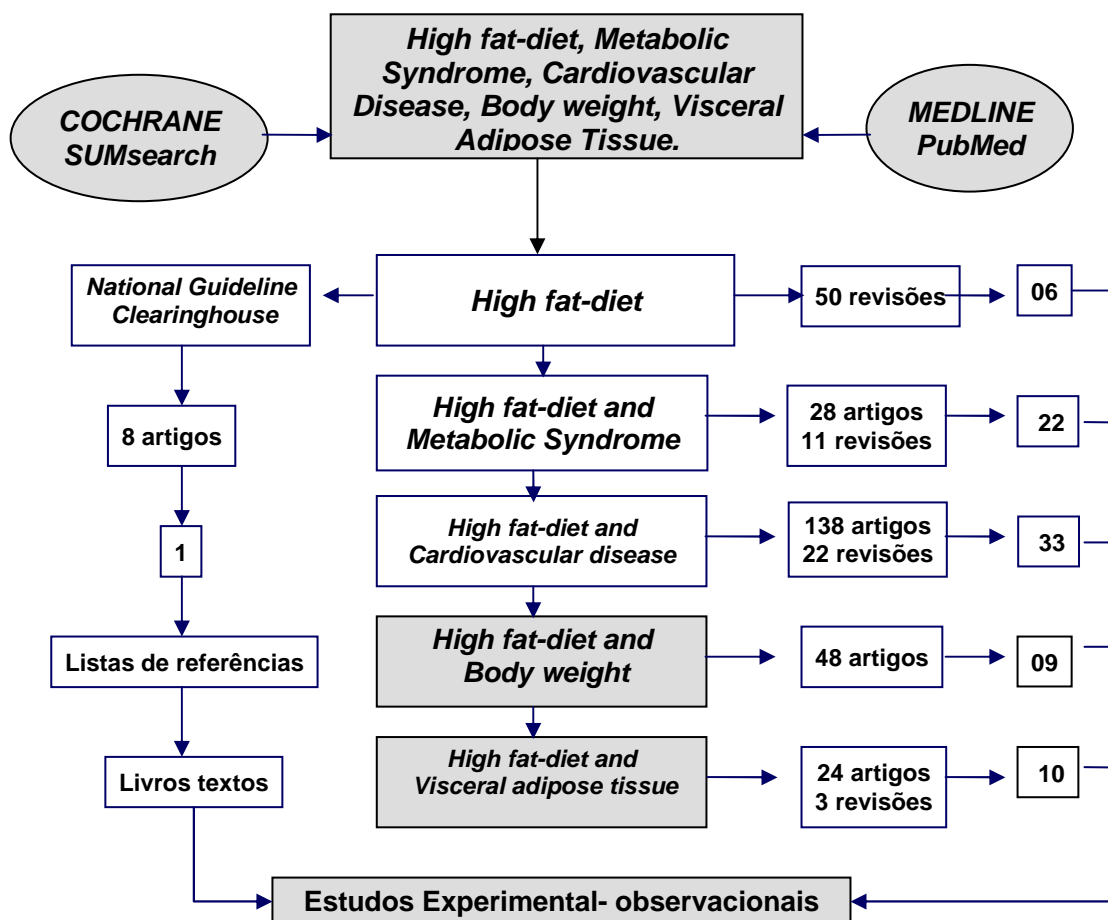 High fat-diet, Metabolic
Syndrome, Cardiovascular
Disease, Body weight, Visceral
Adipose Tissue.
COCHRANE
SUMsearch
MEDLINE
PubMed
National Guideline
Clearinghouse
High fat-diet
50 revisões
06
8 artigos
High fat-diet and
Metabolic Syndrome
28 artigos
11 revisões
22
1
High fat-diet and
Cardiovascular disease
138 artigos
22 revisões
33
Listas de referências
High fat-diet and
Body weight
48 artigos
09
Livros textos
High fat-diet and
Visceral adipose tissue
24 artigos
3 revisões
10
Estudos Experimental- observacionais